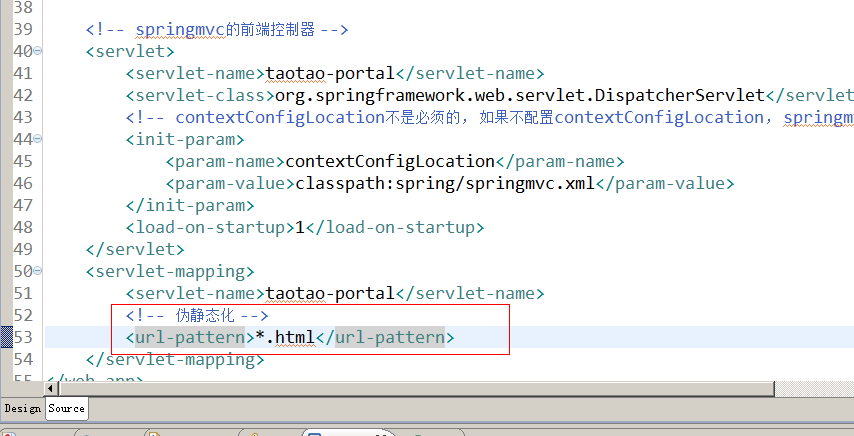 38
39 <!-- springmvc的前端控制器 -->
40 <servlet>
41 <servlet-name>taotao-portal</servlet-name>
42 <servlet-class>org.springframework.web.servlet.DispatcherServlet</servlet
43 <!-- contextConfigLocation不是必须的, 如果不配置contextConfigLocation, springm
44 <init-param>
45 <param-name>contextConfigLocation</param-name>
46 <param-value>classpath:spring/springmvc.xml</param-value>
47 </init-param>
48 <load-on-startup>1</load-on-startup>
49 </servlet>
50 <servlet-mapping>
51 <servlet-name>taotao-portal</servlet-name>
52 <!-- 伪静态化 -->
53 <url-pattern>*.html</url-pattern>
54 </servlet-mapping>
55 </web-app>
Design Source